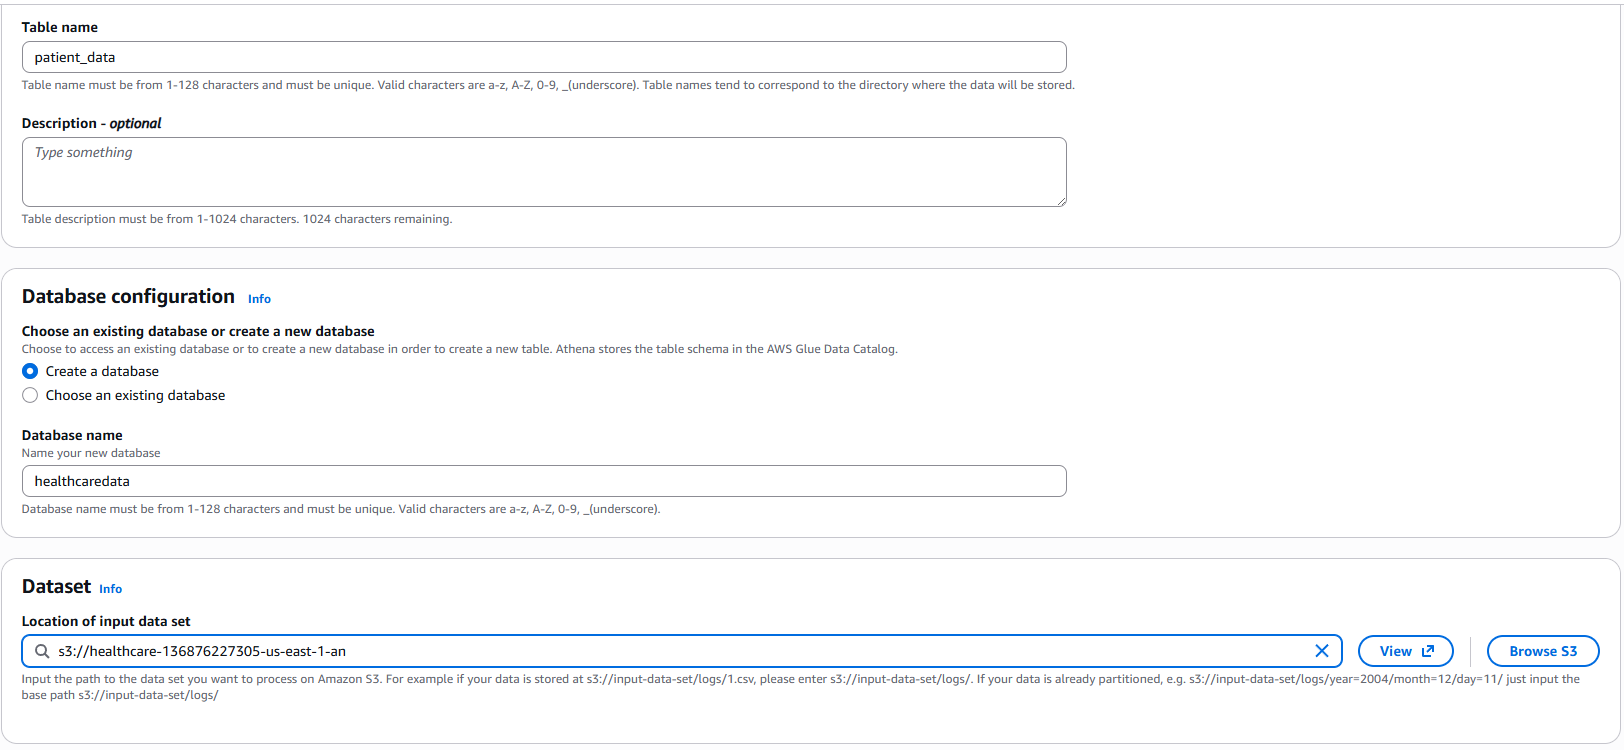 Table name
patient_data
Table name must be from 1-128 characters and must be unique. Valid characters are a-z, A-Z, 0-9, _(underscore). Table names tend to correspond to the directory where the data will be stored.
Description - optional
Type something
Table description must be from 1-1024 characters. 1024 characters remaining.
Database configuration Info
Choose an existing database or create a new database
Choose to access an existing database or to create a new database in order to create a new table. Athena stores the table schema in the AWS Glue Data Catalog.
Create a database
Choose an existing database
Database name
Name your new database
healthcaredata
Database name must be from 1-128 characters and must be unique. Valid characters are a-z, A-Z, 0-9, _(underscore).
Dataset Info
Location of input data set
s3://healthcare-136876227305-us-east-1-an View Browse S3
Input the path to the data set you want to process on Amazon S3. For example if your data is stored at s3://input-data-set/logs/1.csv, please enter s3://input-data-set/logs/. If your data is already partitioned, e.g. s3://input-data-set/logs/year=2004/month=12/day=11/ just input the
base path s3://input-data-set/logs/